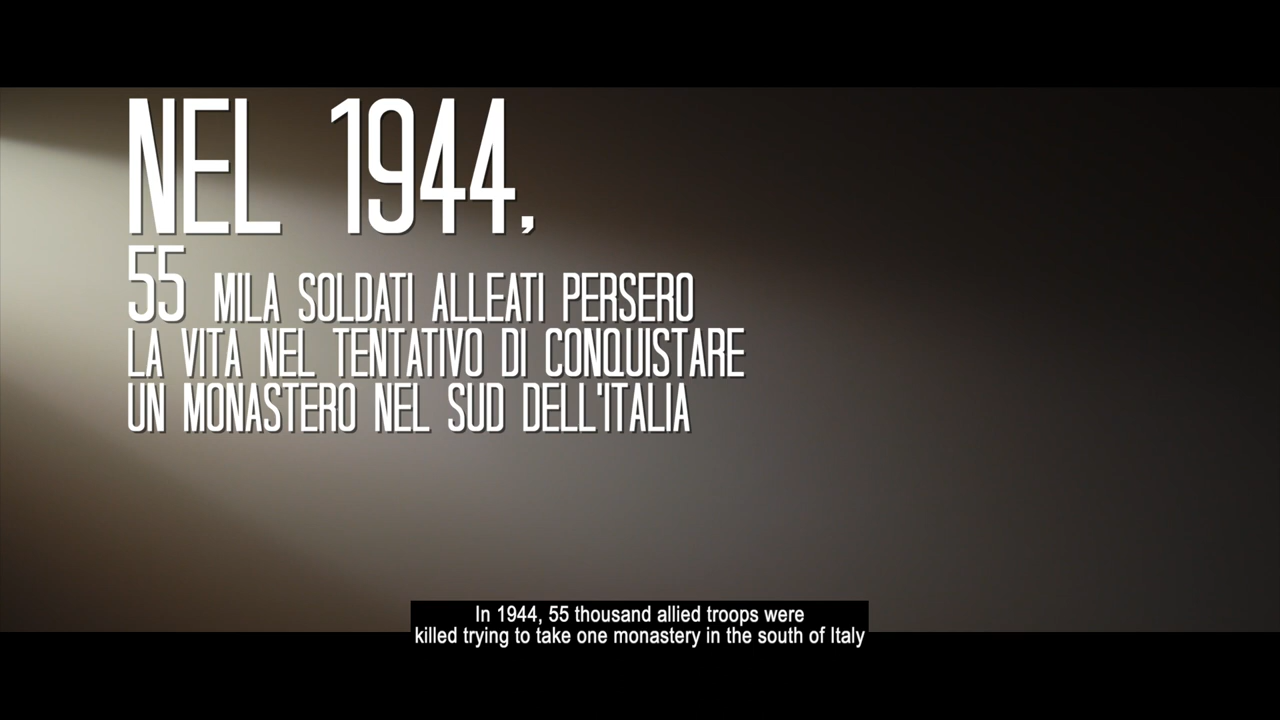 NEL 1944,
55 MILA SOLDATI ALLEATI PERSERO
LA VITA NEL TENTATIVO DI CONQUISTARE
UN MONASTERO NEL SUD DELL'ITALIA
In 1944, 55 thousand allied troops were
killed trying to take one monastery in the south of Italy